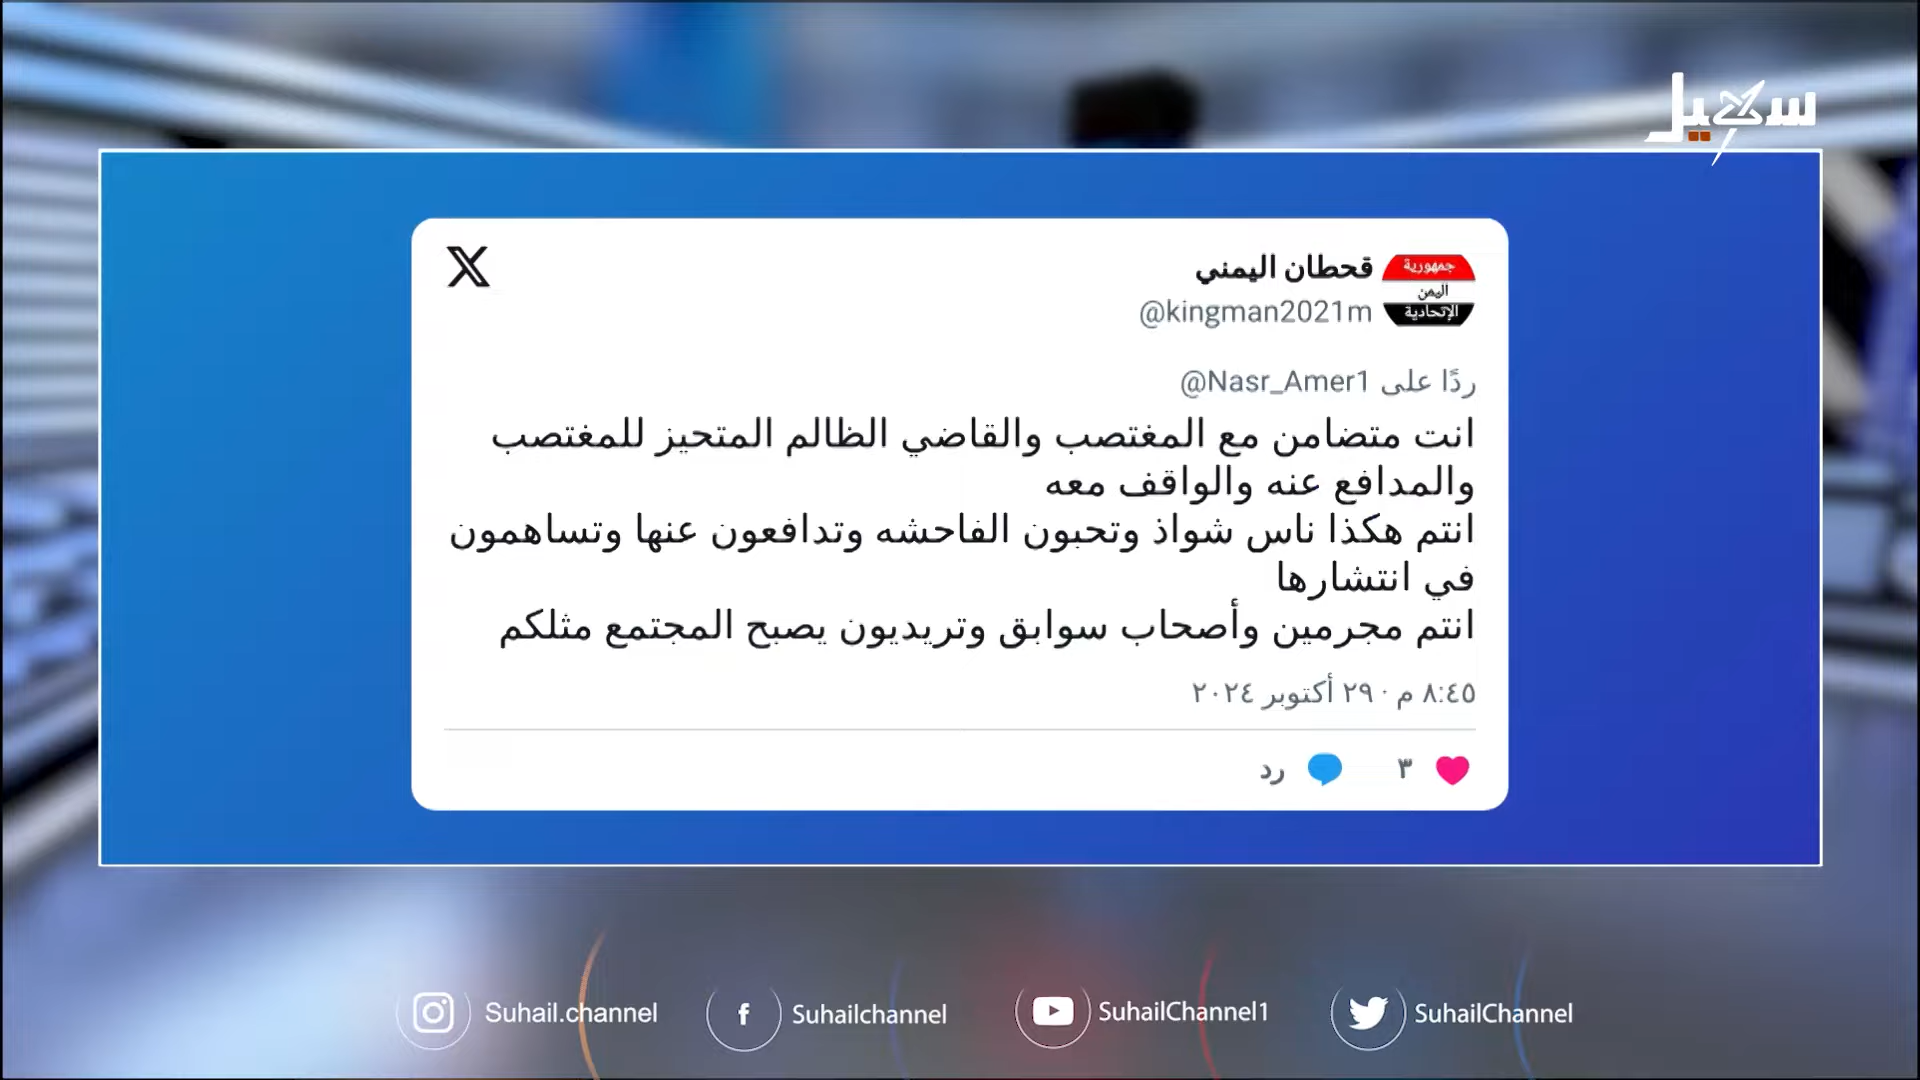 سهيل
قحطان اليمني
جمهورية
اليمن
الإتحادية
@kingman2021m
ردًا على @Nasr_Amer1
انت متضامن مع المغتصب والقاضي الظالم المتحيز للمغتصب
والمدافع عنه والواقف معه
انتم هكذا ناس شواذ وتحبون الفاحشه وتدافعون عنها وتساهمون
في انتشارها
انتم مجرمين وأصحاب سوابق وتريديون يصبح المجتمع مثلكم
٨:٤٥ م · ٢٩ أكتوبر ٢٠٢٤
٣
رد
Suhail.channel
Suhailchannel
SuhailChannel1
SuhailChannel